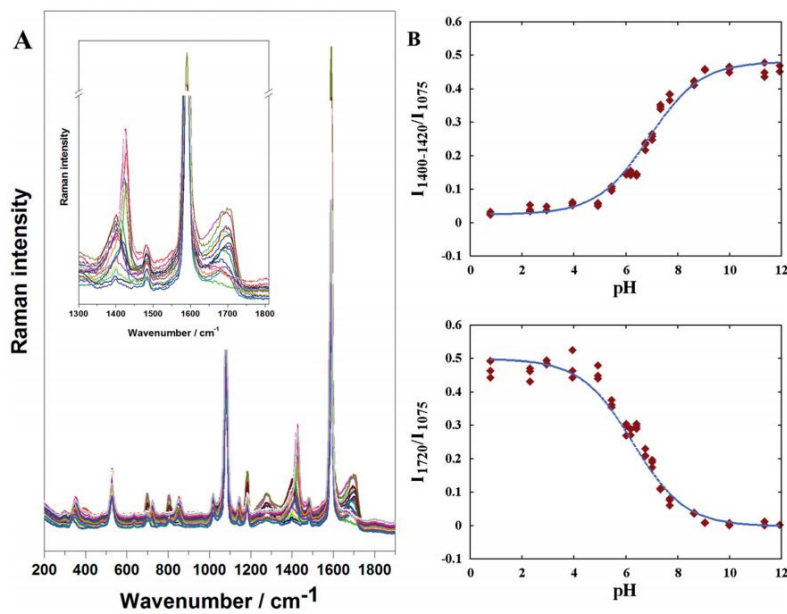 A
Raman intensity
Raman intensity
1300 1400 1500 1600 1700 1800
Wavenumber / cm-1
200 400 600 800 1000 1200 1400 1600 1800
Wavenumber / cm-1
B
I1400-1420/I1075
0.5
0.4
0.3
0.2
0.1
0
-0.1
0 2 4 6 8 10 12
pH
I1720/I1075
0.6
0.5
0.4
0.3
0.2
0.1
0
-0.1
0 2 4 6 8 10 12
pH